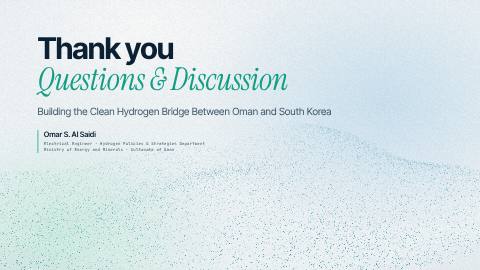 Thank you
Questions & Discussion
Building the Clean Hydrogen Bridge Between Oman and South Korea
Omar S. Al Saidi
Electrical Engineer · Hydrogen Policies & Strategies Department
Ministry of Energy and Minerals · Sultanate of Oman